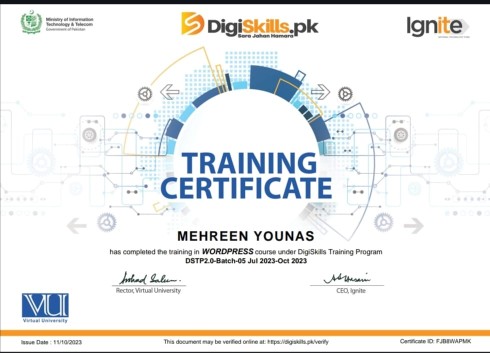 Ministry of Information
Technology & Telecom
Government of Pakistan
DigiSkills.pk
Sara Jahan Hamara
Ignite
TRAINING
CERTIFICATE
MEHREEN YOUNAS
has completed the training in WORDPRESS course under DigiSkills Training Program
DSTP2.0-Batch-05 Jul 2023-Oct 2023
Rector, Virtual University
CEO, Ignite
VU
Virtual University
Issue Date : 11/10/2023
This document may be verified online at: https://digiskills.pk/verify
Certificate ID: FJB8WAPMK